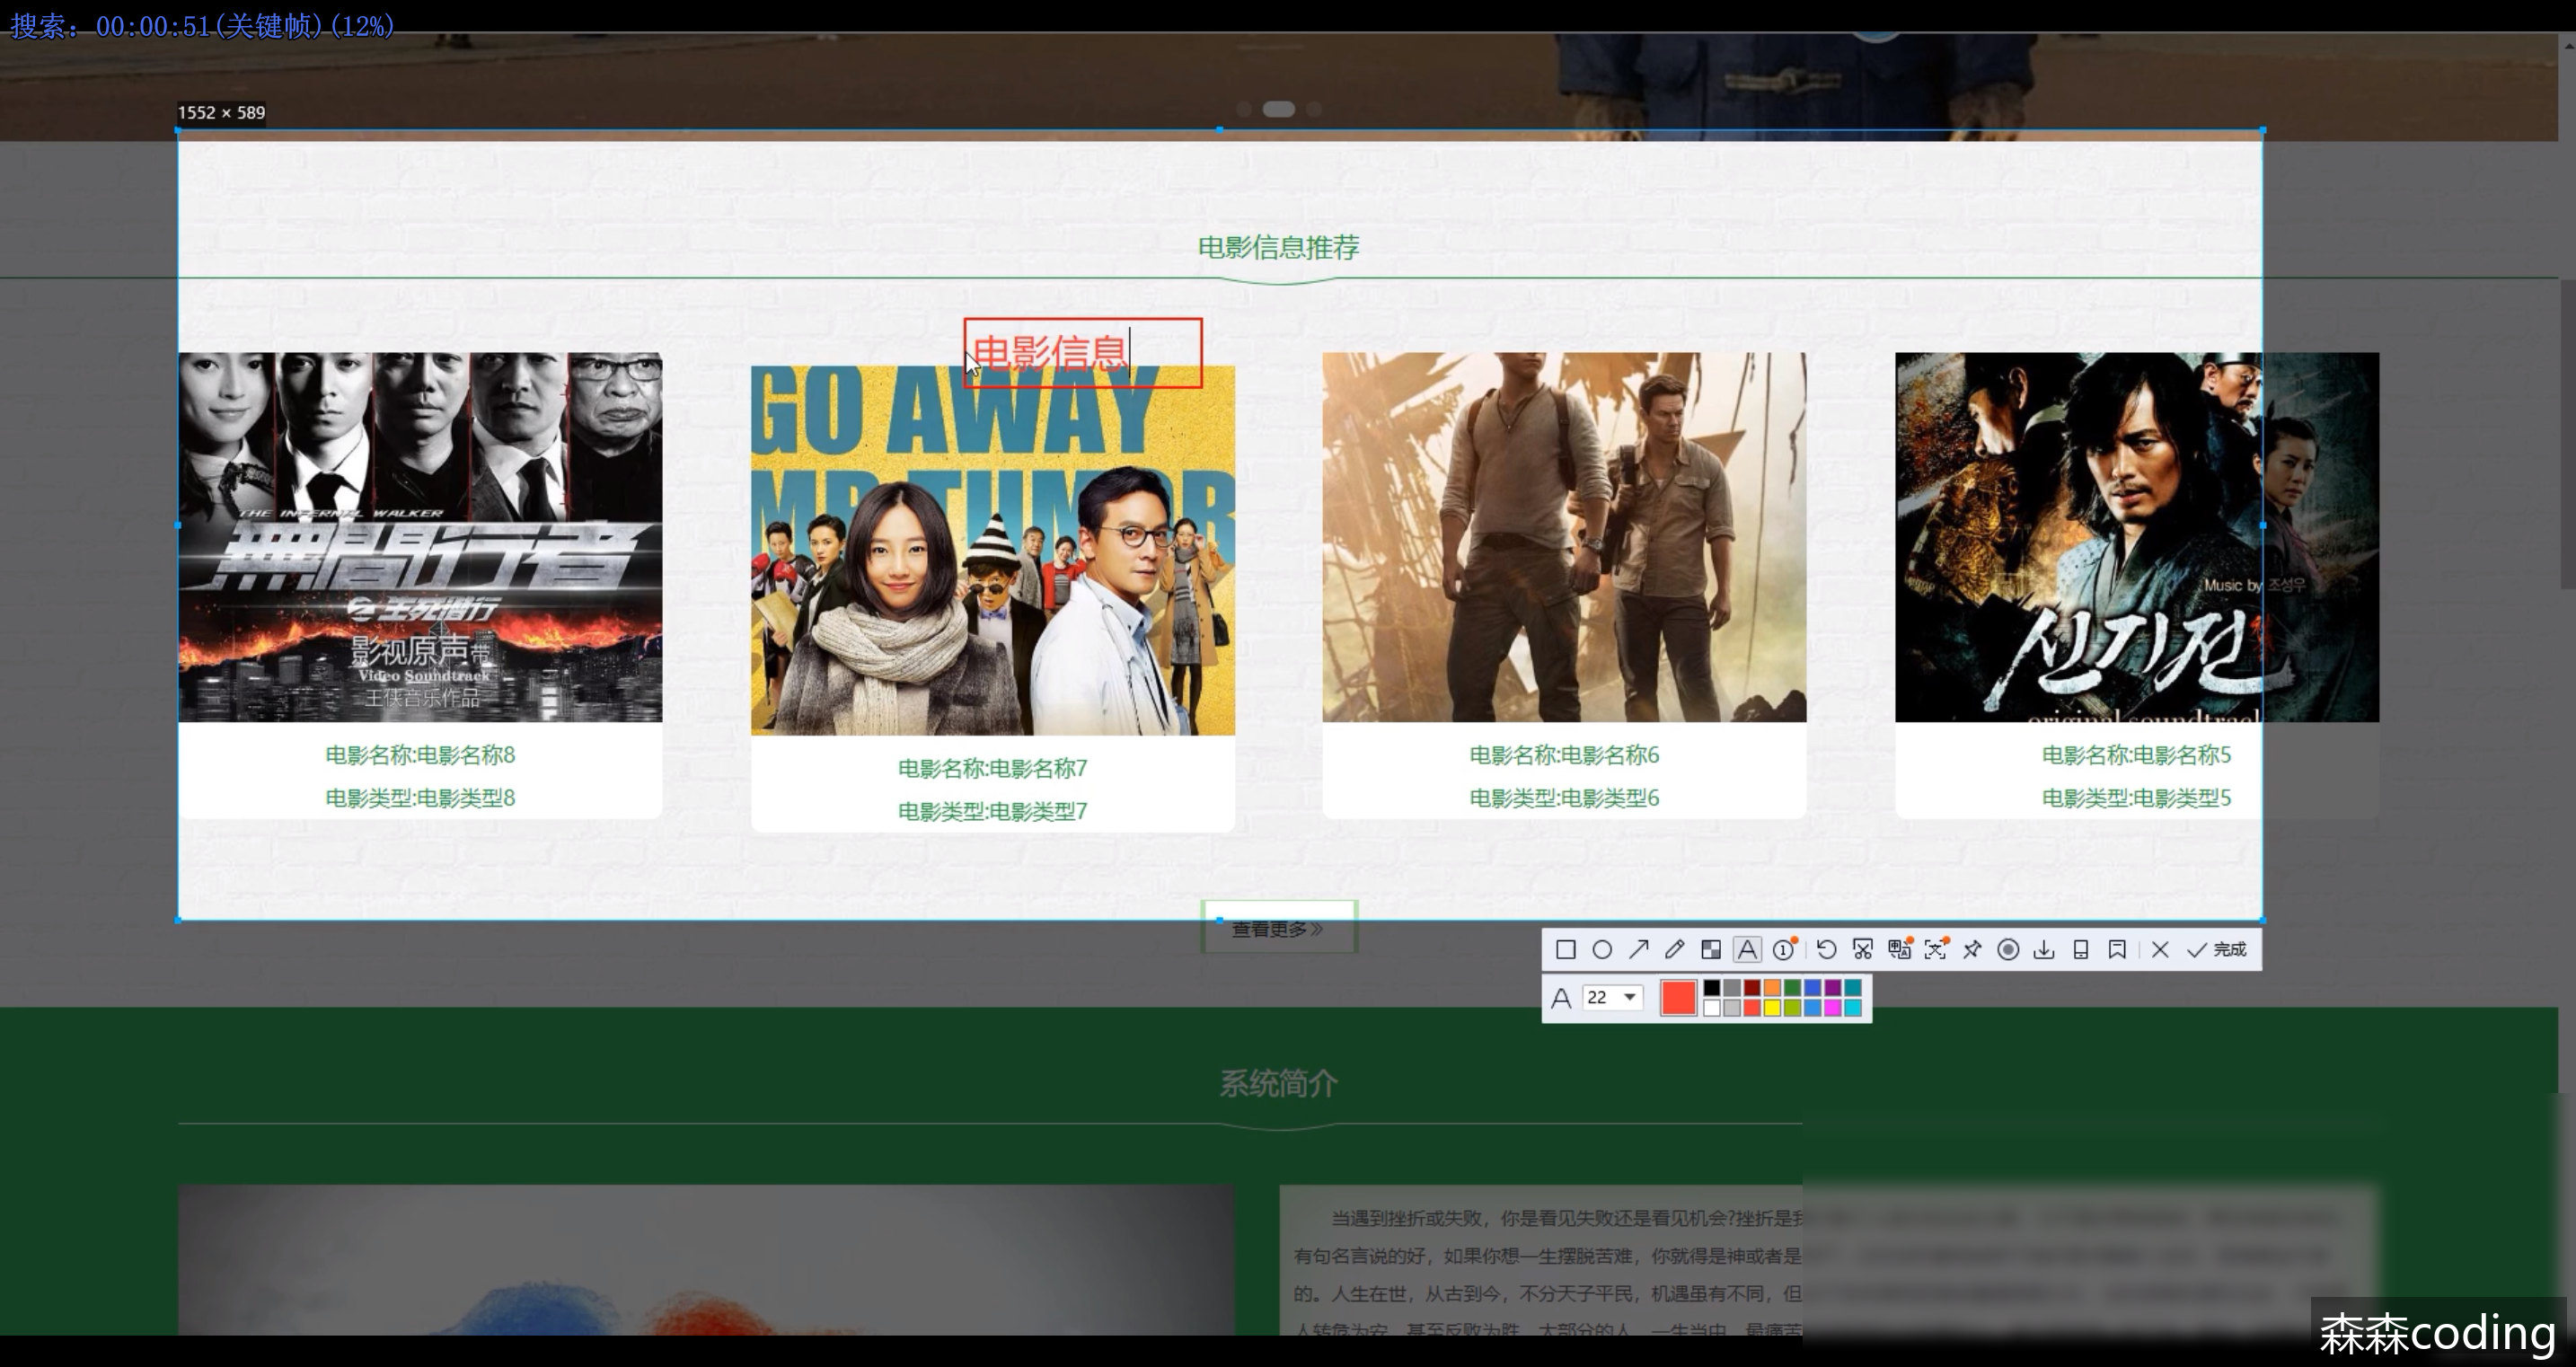 搜索: 00:00:51(关键帧)(12%)
1552 × 589
电影信息推荐
电影信息
THE INFERNAL WALKER
無間行者
之生死潜行
影视原声带
Video Soundtrack
王侠音乐作品
电影名称:电影名称8
电影类型:电影类型8
GO AWAY
MR TUMOR
电影名称:电影名称7
电影类型:电影类型7
电影名称:电影名称6
电影类型:电影类型6
Music by 조성우
신기전
original soundtrack
电影名称:电影名称5
电影类型:电影类型5
查看更多》
完成
22
系统简介
当遇到挫折或失败，你是看见失败还是看见机会?挫折是
有句名言说的好，如果你想一生摆脱苦难，你就得是神或者是
的。人生在世，从古到今，不分天子平民，机遇虽有不同，但
人转危为安，甚至反败为胜。大部分的人，一生当中，最痛苦
森森coding